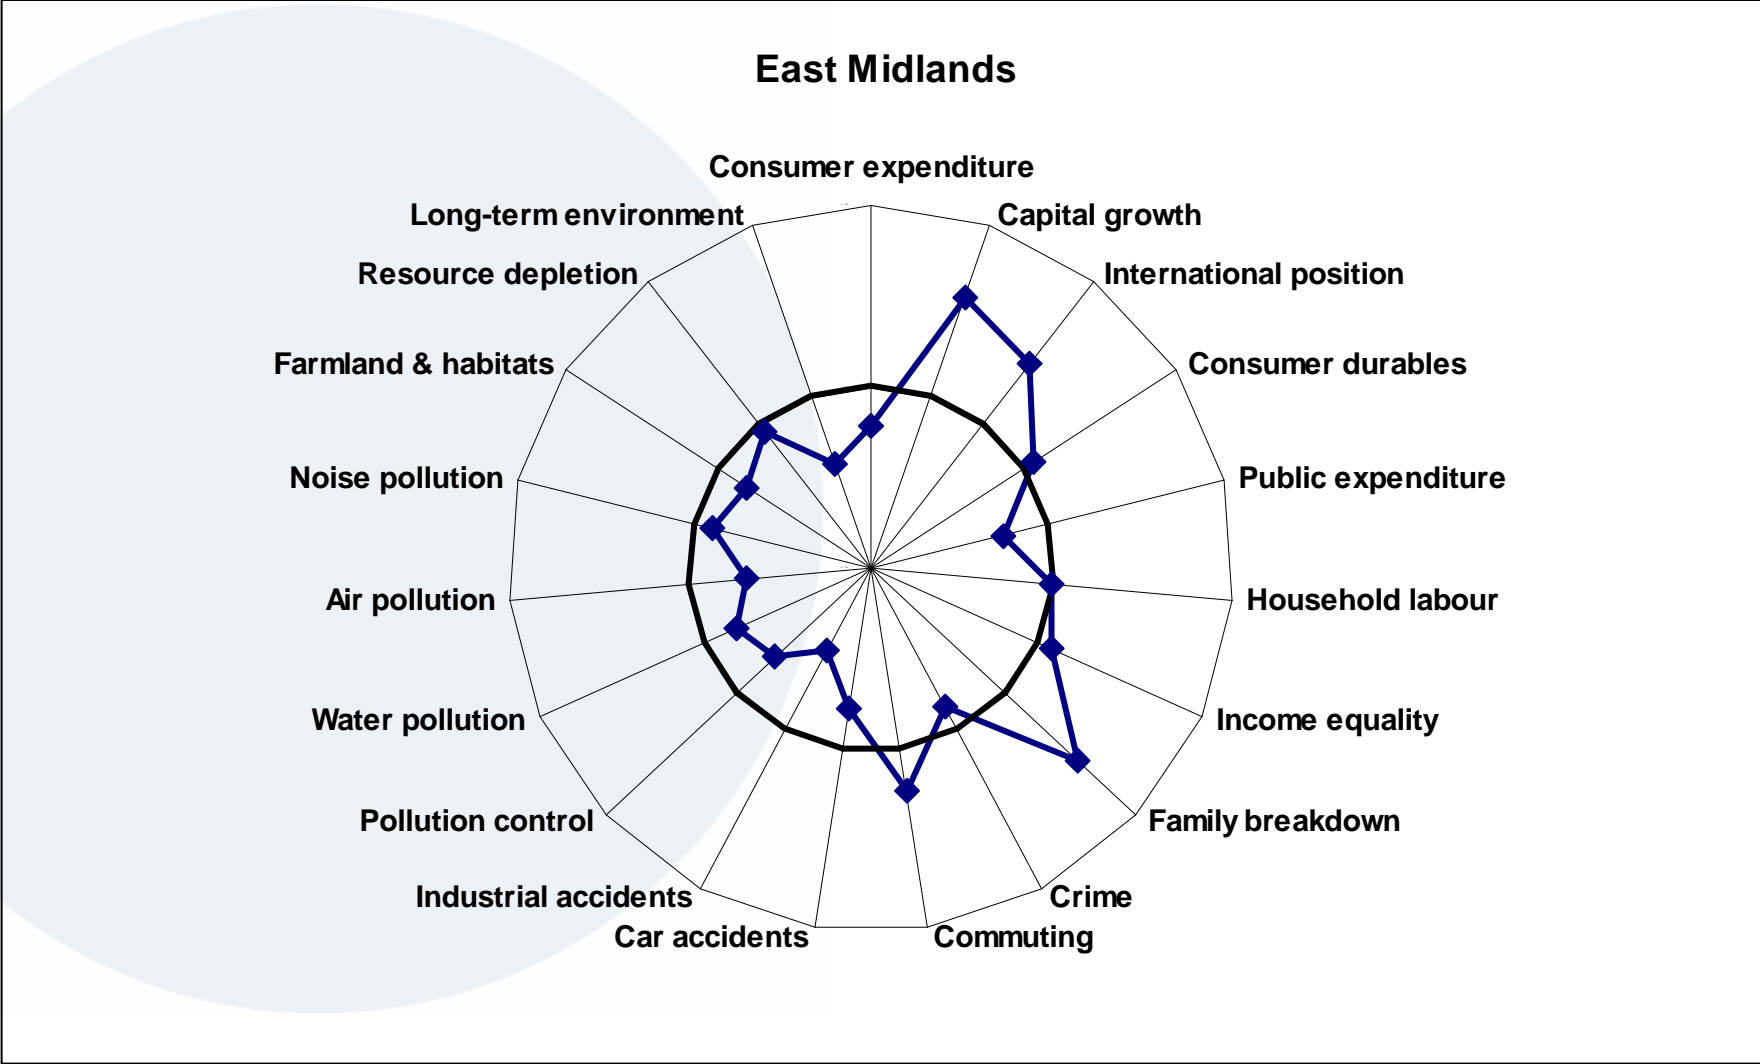 East Midlands
Consumer expenditure
Long-term environment
Capital growth
Resource depletion
International position
Farmland & habitats
Consumer durables
Noise pollution
Public expenditure
Air pollution
Household labour
Water pollution
Income equality
Pollution control
Family breakdown
Industrial accidents
Crime
Car accidents
Commuting